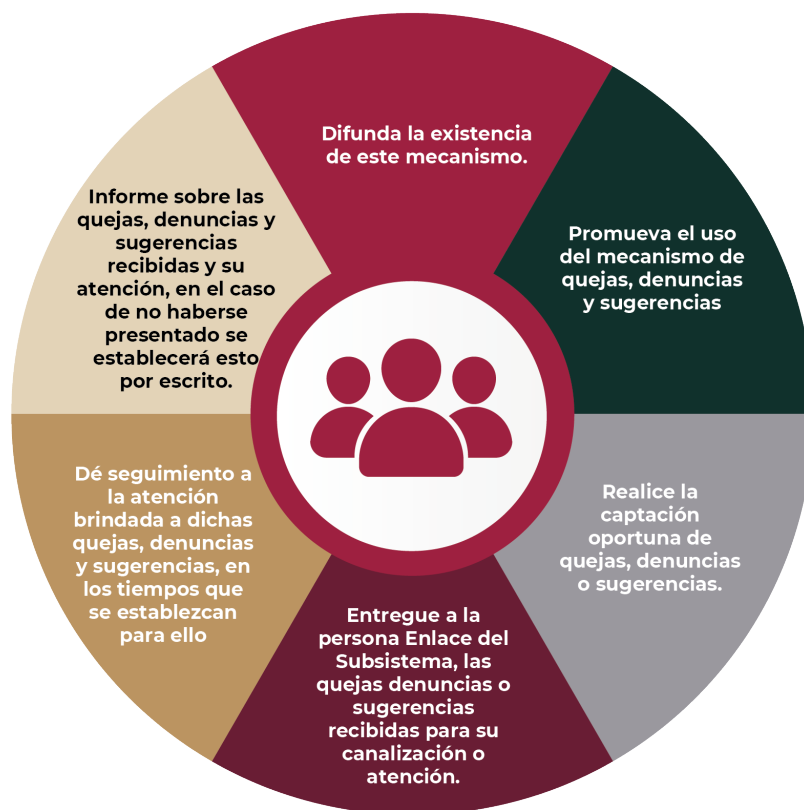 Difunda la existencia
de este mecanismo.
Promueva el uso
del mecanismo de
quejas, denuncias
y sugerencias
Realice la
captación
oportuna de
quejas, denuncias
o sugerencias.
Entregue a la
persona Enlace del
Subsistema, las
quejas denuncias o
sugerencias
recibidas para su
canalización o
atención.
Dé seguimiento a
la atención
brindada a dichas
quejas, denuncias
y sugerencias, en
los tiempos que
se establezcan
para ello
Informe sobre las
quejas, denuncias y
sugerencias
recibidas y su
atención, en el caso
de no haberse
presentado se
establecerá esto
por escrito.